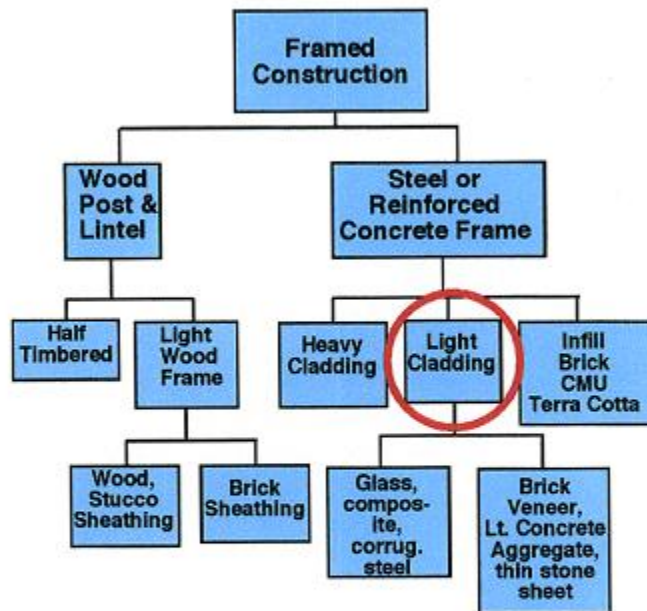 Framed
Construction
Wood
Post &
Lintel
Steel or
Reinforced
Concrete Frame
Half
Timbered
Light
Wood
Frame
Heavy
Cladding
Light
Cladding
Infill
Brick
CMU
Terra Cotta
Wood,
Stucco
Sheathing
Brick
Sheathing
Glass,
compos-
ite,
corrug.
steel
Brick
Veneer,
Lt. Concrete
Aggregate,
thin stone
sheet